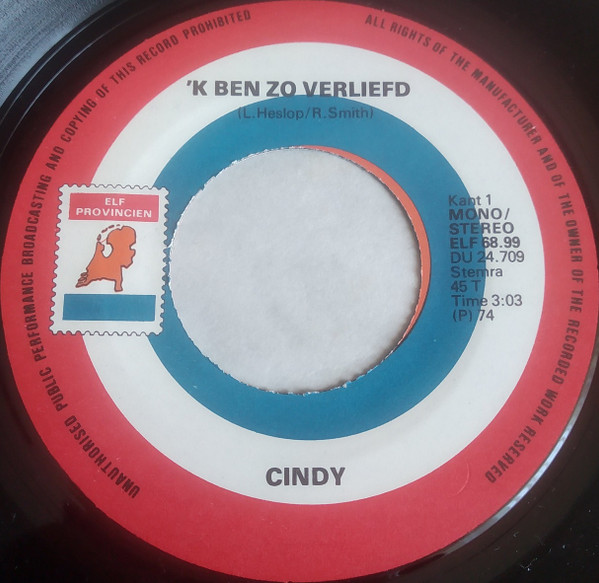 UNAUTHORISED PUBLIC PERFORMANCE BROADCASTING AND COPYING OF THIS RECORD PROHIBITED
ALL RIGHTS OF THE MANUFACTURER AND OF THE OWNER OF THE RECORDED WORK RESERVED
'K BEN ZO VERLIEFD
(L. Heslop/R. Smith)
ELF
PROVINCIEN
Kant 1
MONO/
STEREO
ELF 68.99
DU 24.709
Stemra
45 T
Time 3:03
(P) 74
CINDY